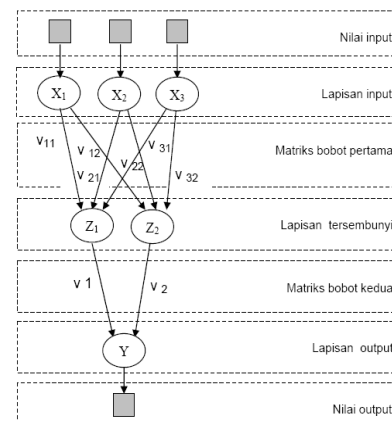 Nilai input
X1 X2 X3 Lapisan input
v11 v 12 v 21 v 22 v 31 v 32 Matriks bobot pertama
Z1 Z2 Lapisan tersembunyi
v 1 v 2 Matriks bobot kedua
Y Lapisan output
Nilai output